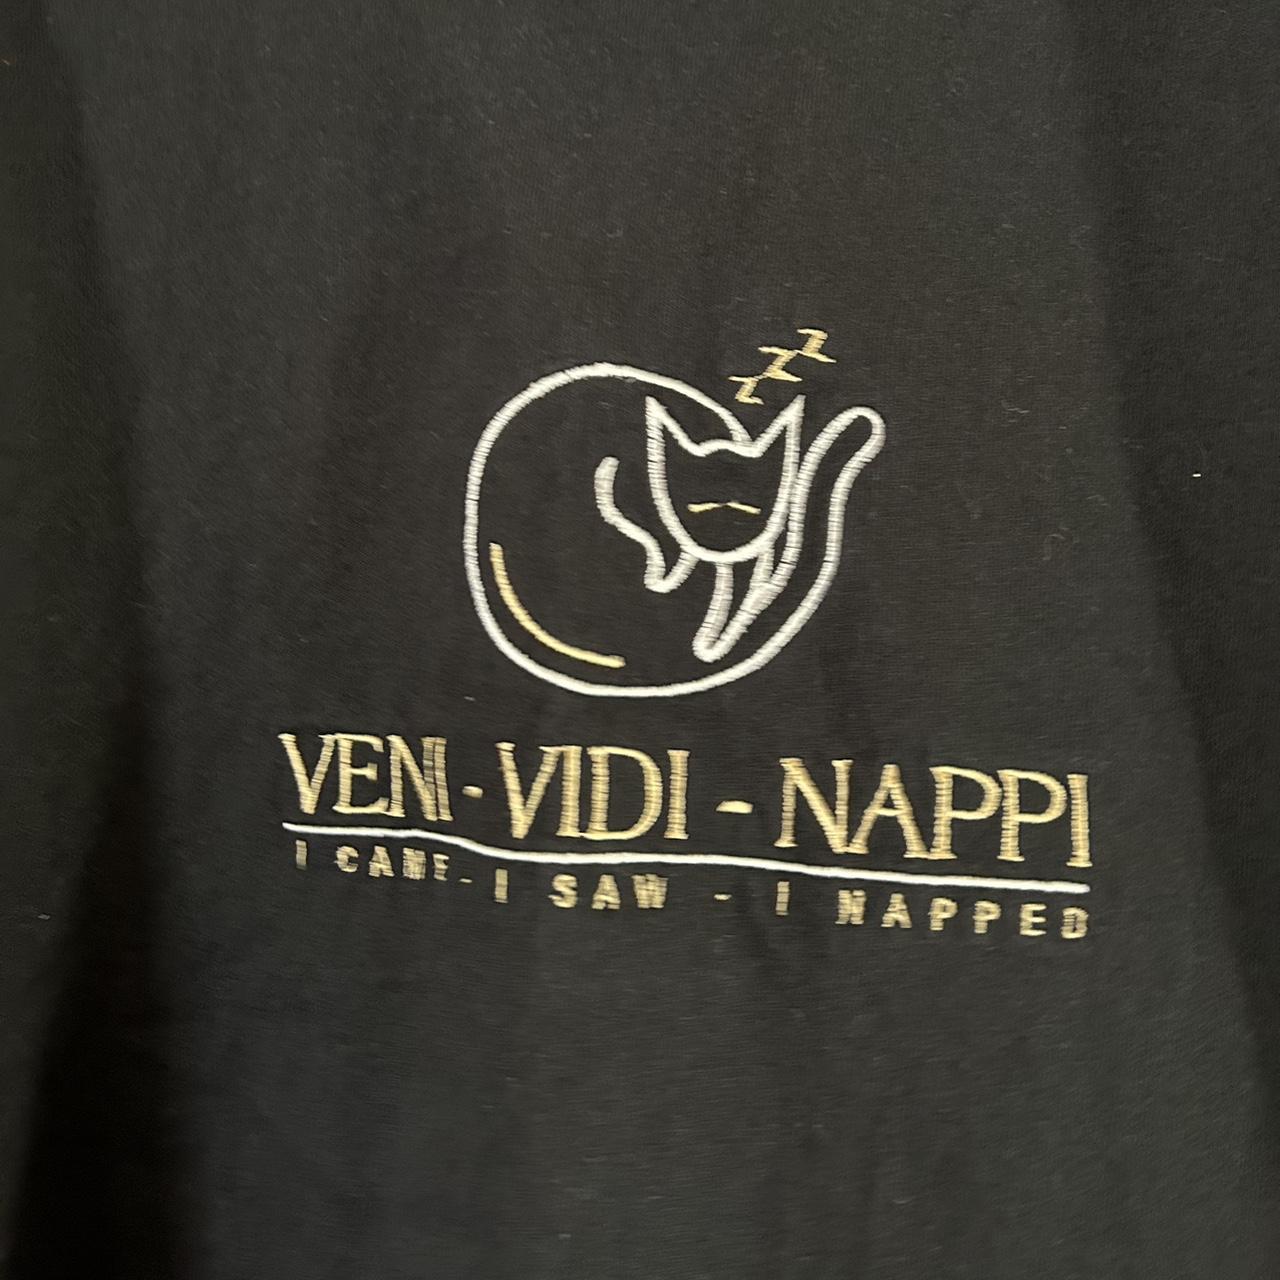 zzz
VENI - VIDI - NAPPI
I CAME - I SAW - I NAPPED